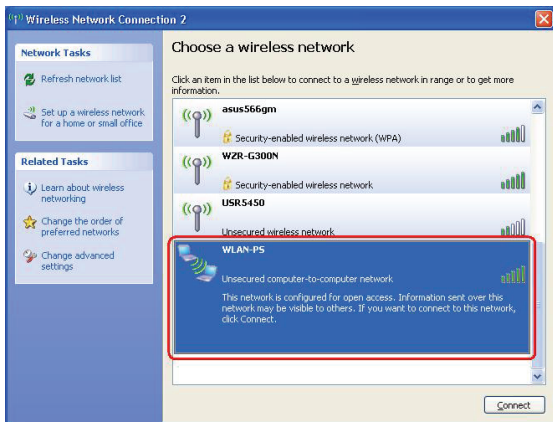 Wireless Network Connection 2
Network Tasks
Refresh network list
Set up a wireless network
for a home or small office
Related Tasks
Learn about wireless
networking
Change the order of
preferred networks
Change advanced
settings
Choose a wireless network
Click an item in the list below to connect to a wireless network in range or to get more
information.
asus566gm
Security-enabled wireless network (WPA)
WZR-G300N
Security-enabled wireless network
USR5450
Unsecured wireless network
WLAN-PS
Unsecured computer-to-computer network
This network is configured for open access. Information sent over this
network may be visible to others. If you want to connect to this network,
click Connect.
Connect